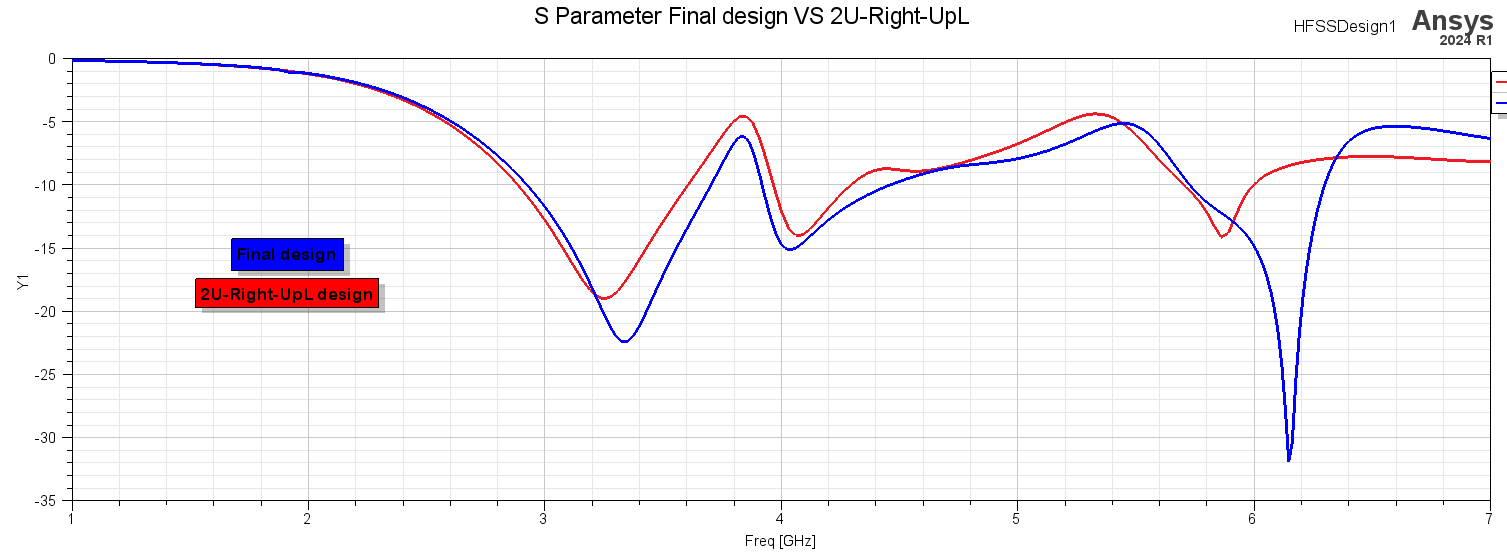 S Parameter Final design VS 2U-Right-UpL
HFSSDesign1
Ansys
2024 R1
0
-5
-10
-15
-20
-25
-30
-35
Y1
Final design
2U-Right-UpL design
1 2 3 4 5 6 7
Freq [GHz]